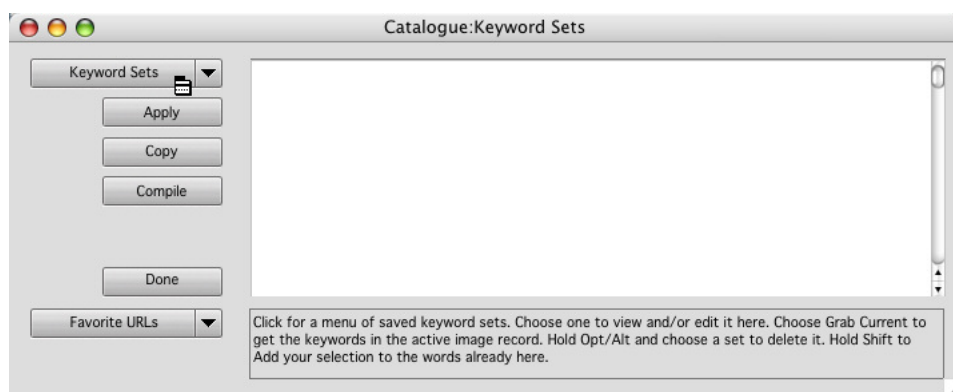 Catalogue:Keyword Sets
Keyword Sets
Apply
Copy
Compile
Done
Favorite URLs
Click for a menu of saved keyword sets. Choose one to view and/or edit it here. Choose Grab Current to
get the keywords in the active image record. Hold Opt/Alt and choose a set to delete it. Hold Shift to
Add your selection to the words already here.